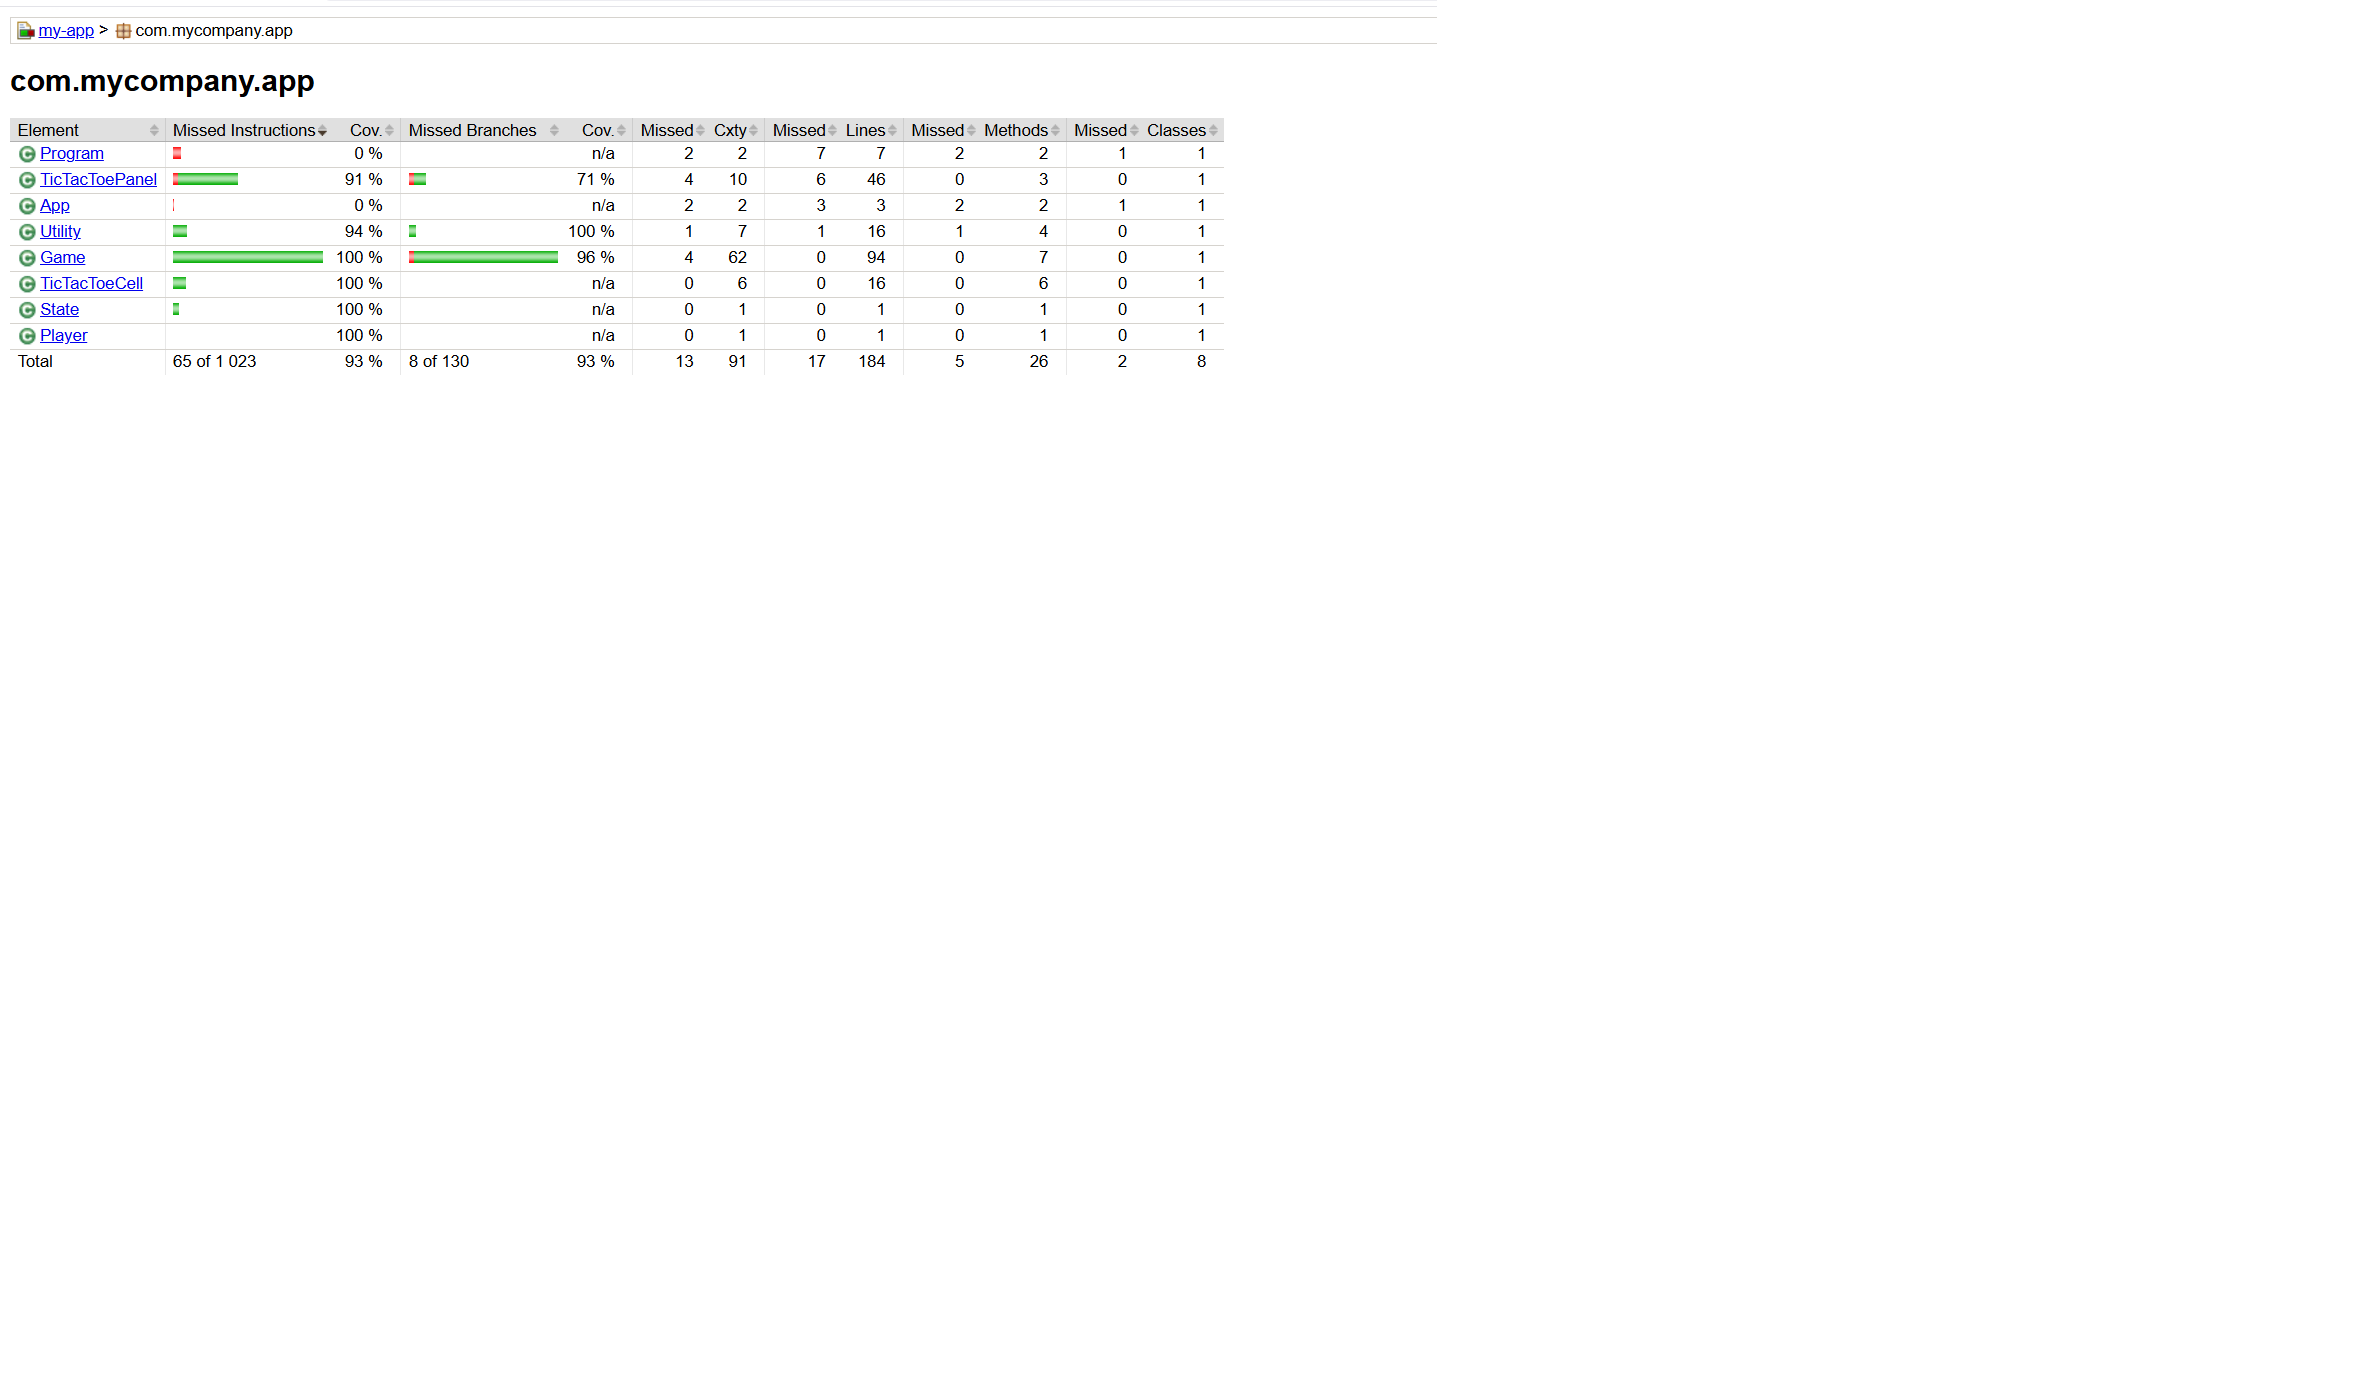 my-app > com.mycompany.app
com.mycompany.app
Element Missed Instructions Cov. Missed Branches Cov. Missed Cxty Missed Lines Missed Methods Missed Classes
Program 0 % n/a 2 2 7 7 2 2 1 1
TicTacToePanel 91 % 71 % 4 10 6 46 0 3 0 1
App 0 % n/a 2 2 3 3 2 2 1 1
Utility 94 % 100 % 1 7 1 16 1 4 0 1
Game 100 % 96 % 4 62 0 94 0 7 0 1
TicTacToeCell 100 % n/a 0 6 0 16 0 6 0 1
State 100 % n/a 0 1 0 1 0 1 0 1
Player 100 % n/a 0 1 0 1 0 1 0 1
Total 65 of 1 023 93 % 8 of 130 93 % 13 91 17 184 5 26 2 8